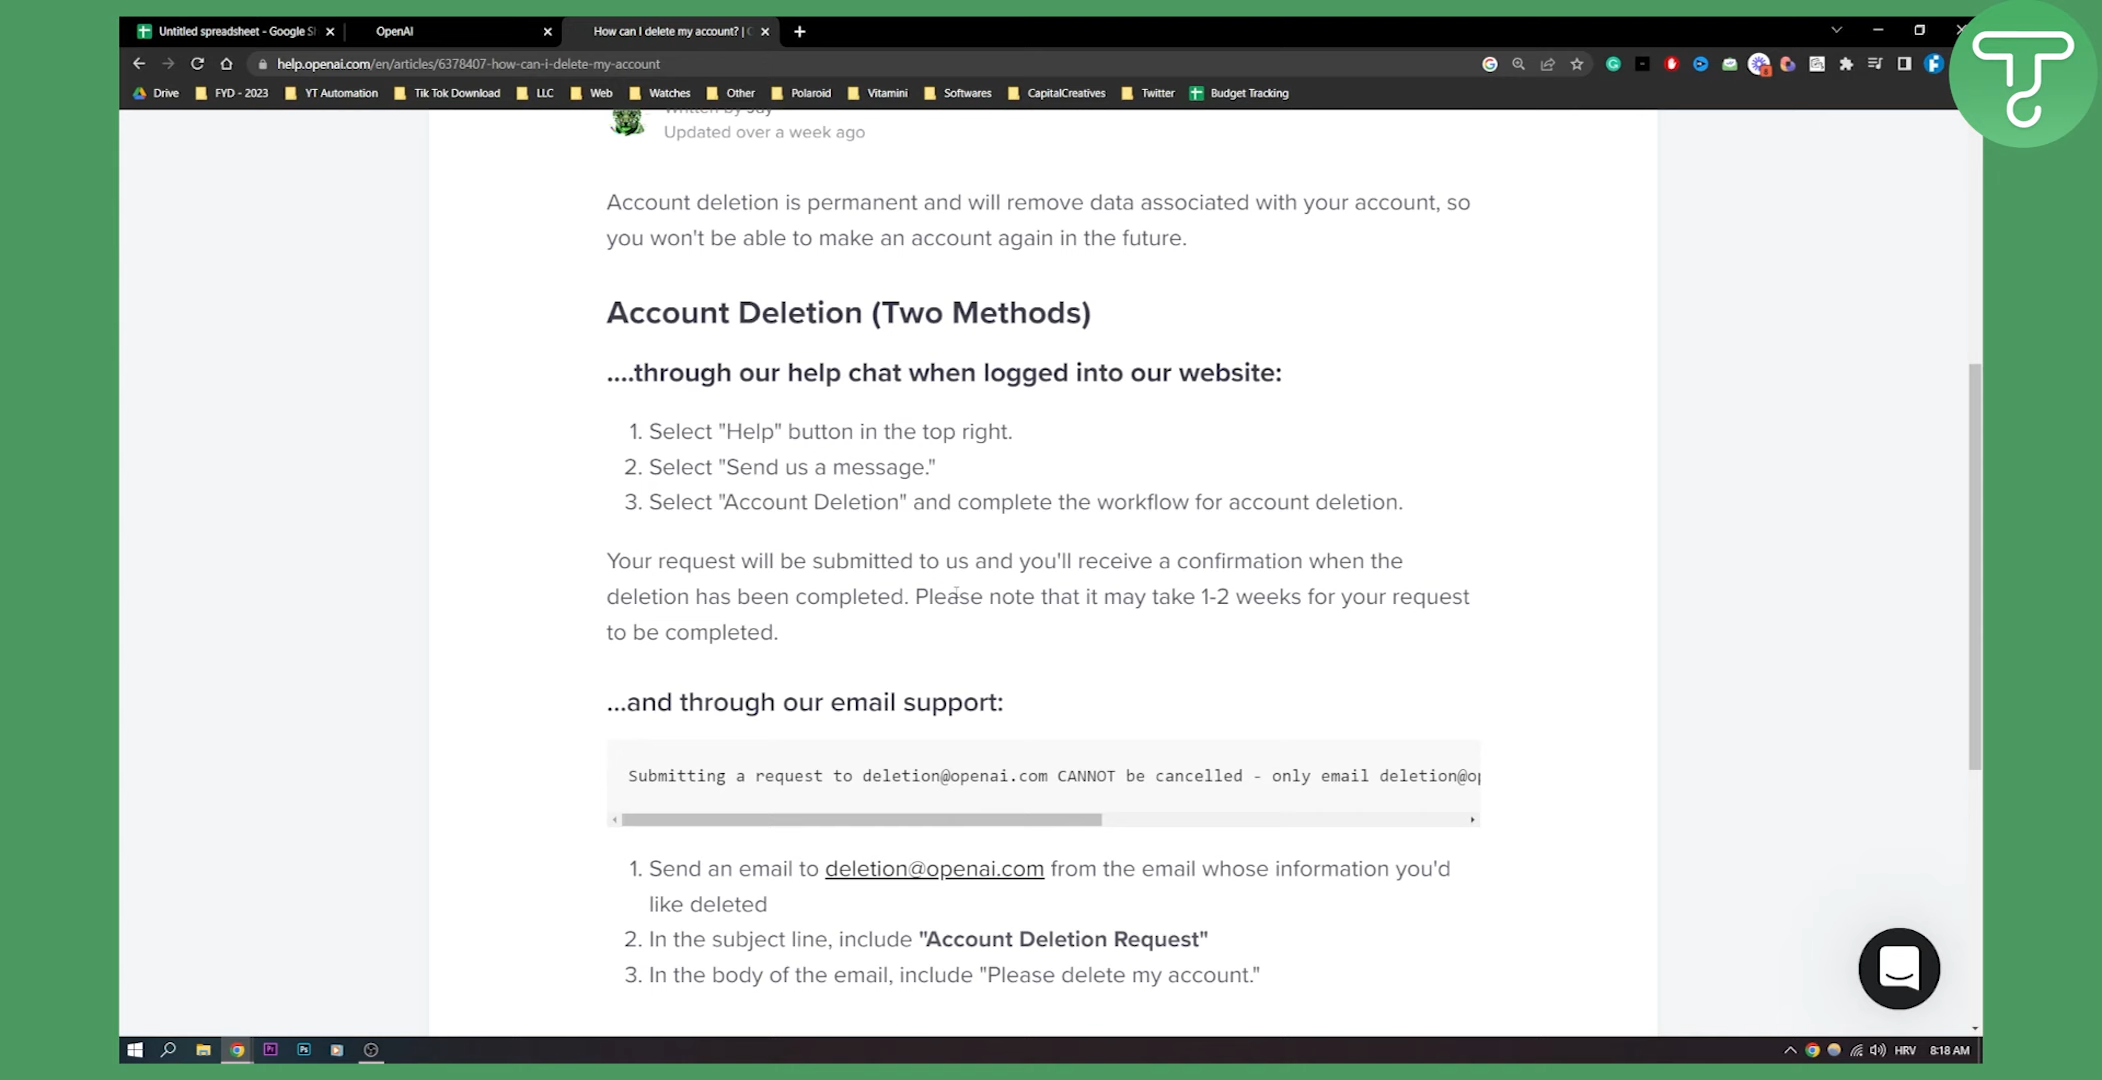 Untitled spreadsheet - Google S
OpenAI
How can I delete my account? |
help.openai.com/en/articles/6378407-how-can-i-delete-my-account
Drive FYD - 2023 YT Automation Tik Tok Download LLC Web Watches Other Polaroid Vitamini Softwares CapitalCreatives Twitter Budget Tracking
Written by Jay
Updated over a week ago
Account deletion is permanent and will remove data associated with your account, so
you won't be able to make an account again in the future.
Account Deletion (Two Methods)
....through our help chat when logged into our website:
1. Select "Help" button in the top right.
2. Select "Send us a message."
3. Select "Account Deletion" and complete the workflow for account deletion.
Your request will be submitted to us and you'll receive a confirmation when the
deletion has been completed. Please note that it may take 1-2 weeks for your request
to be completed.
...and through our email support:
Submitting a request to deletion@openai.com CANNOT be cancelled - only email deletion@op
1. Send an email to deletion@openai.com from the email whose information you'd
like deleted
2. In the subject line, include "Account Deletion Request"
3. In the body of the email, include "Please delete my account."
HRV 8:18 AM